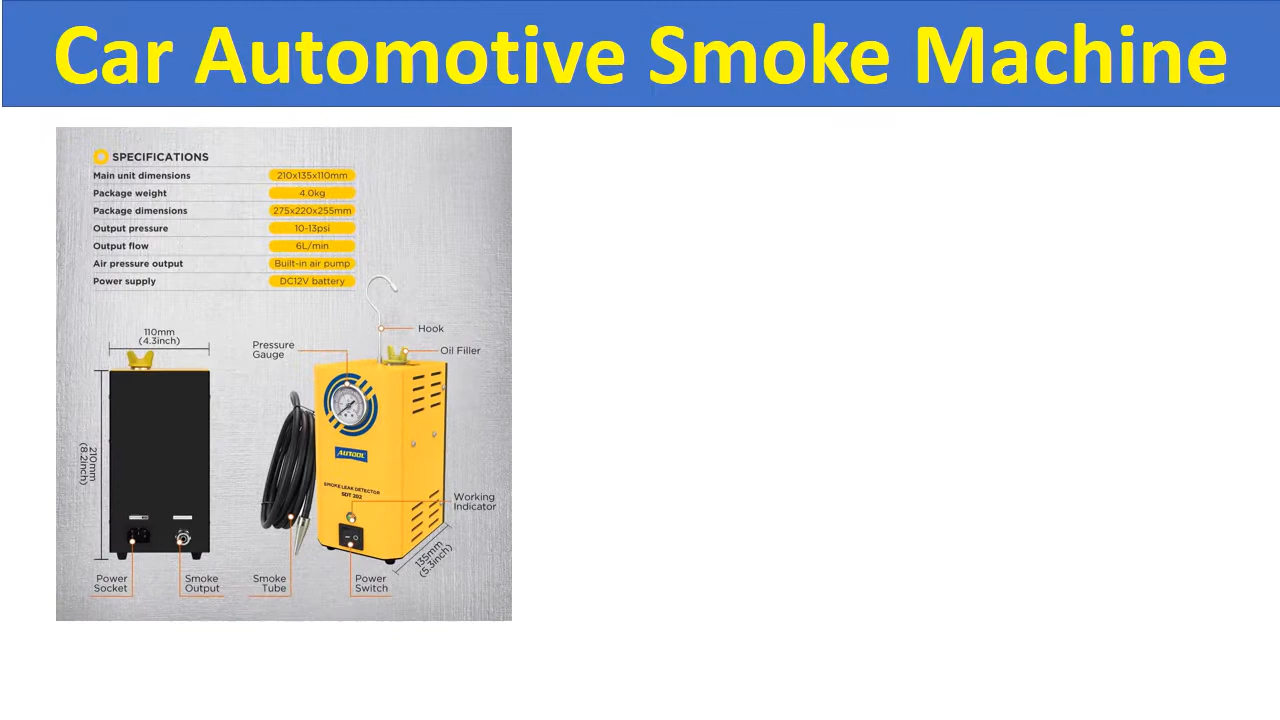 Car Automotive Smoke Machine
SPECIFICATIONS
Main unit dimensions 210x135x110mm
Package weight 4.0kg
Package dimensions 275x220x255mm
Output pressure 10-13psi
Output flow 6L/min
Air pressure output Built-in air pump
Power supply DC12V battery
110mm
(4.3inch)
Pressure
Gauge
Hook
Oil Filler
210mm
(8.2inch)
AUTOOL
SMOKE LEAK DETECTOR
SDT 202
Working
Indicator
135mm
(5.3inch)
Power
Socket
Smoke
Output
Smoke
Tube
Power
Switch